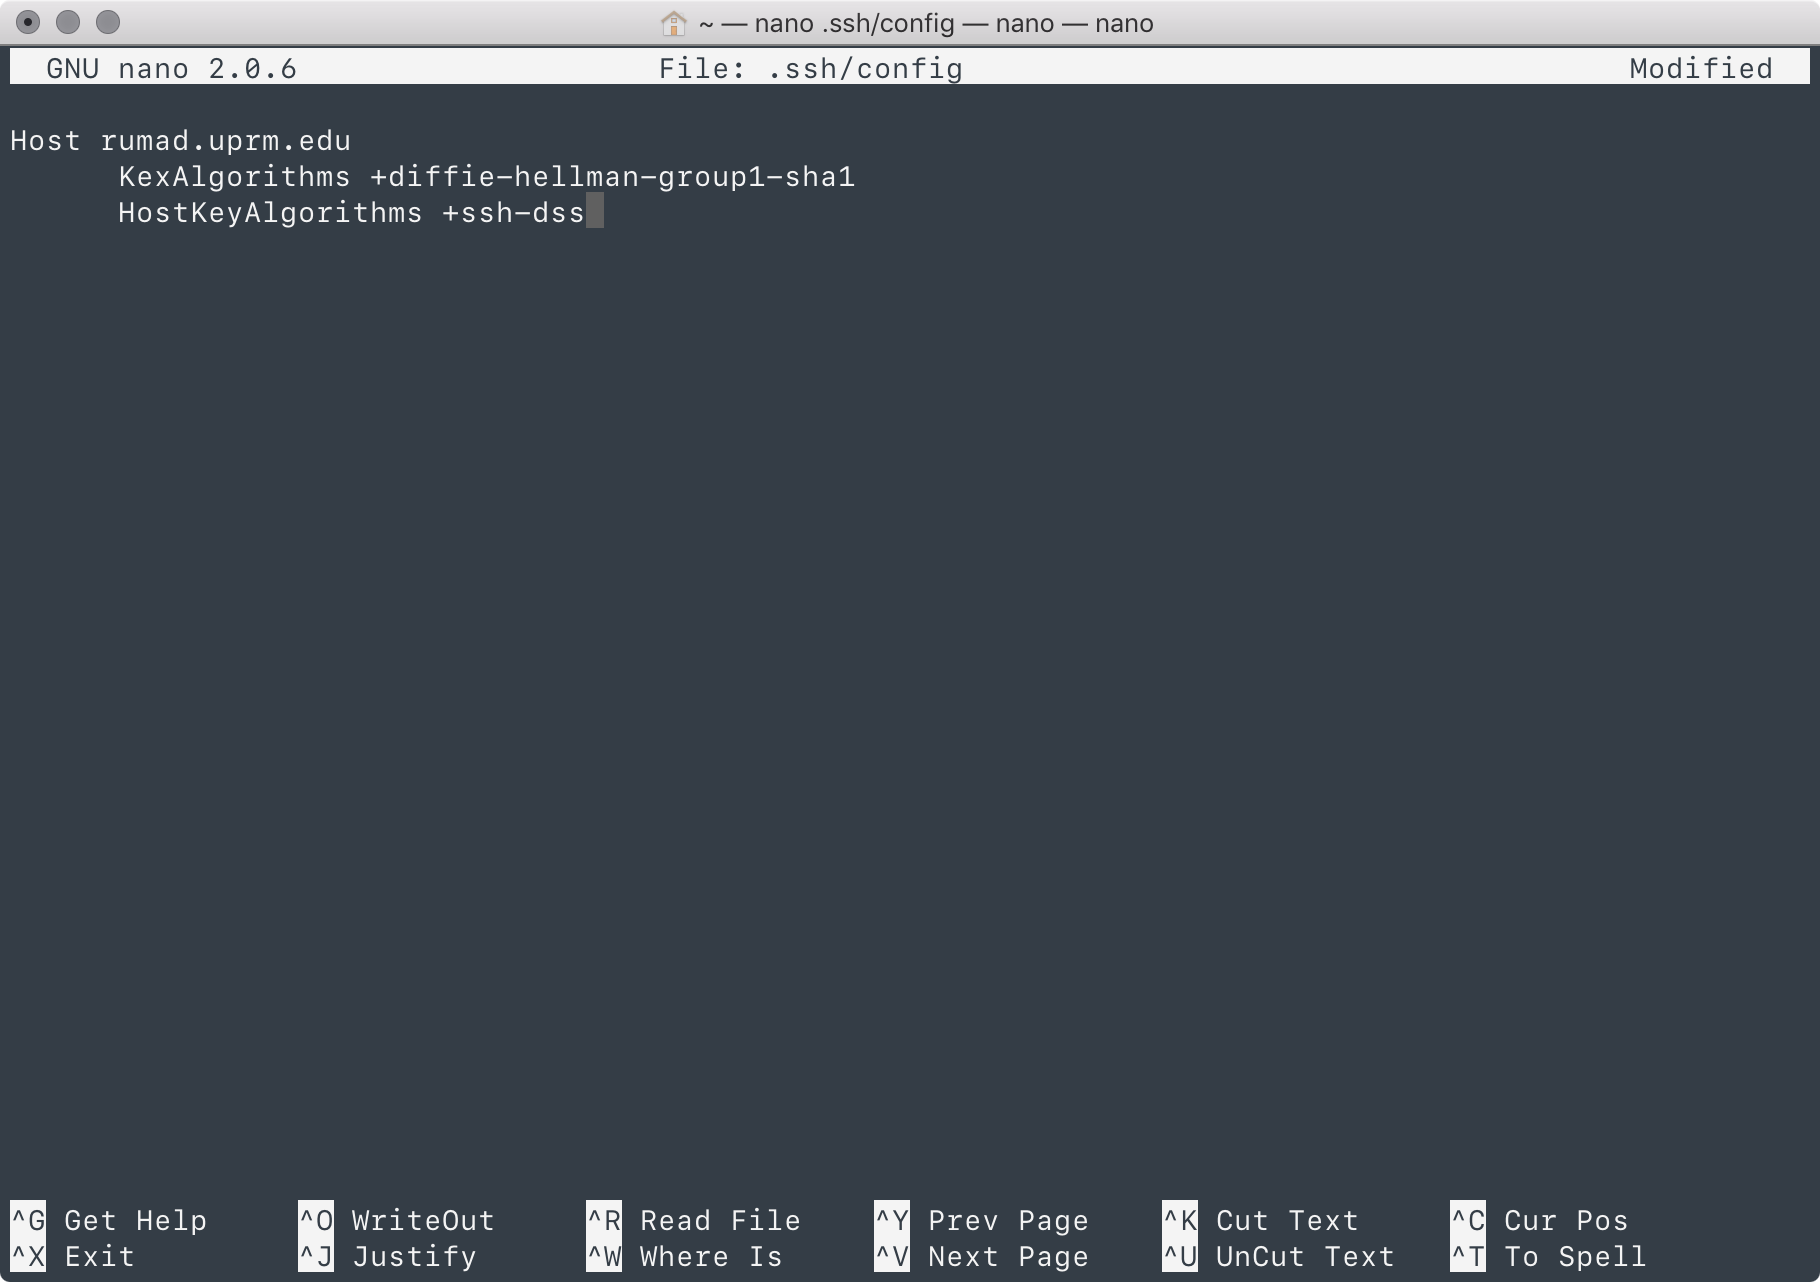 ~ — nano .ssh/config — nano — nano
GNU nano 2.0.6 File: .ssh/config Modified
Host rumad.uprm.edu
KexAlgorithms +diffie-hellman-group1-sha1
HostKeyAlgorithms +ssh-dss
^G Get Help ^O WriteOut ^R Read File ^Y Prev Page ^K Cut Text ^C Cur Pos
^X Exit ^J Justify ^W Where Is ^V Next Page ^U UnCut Text ^T To Spell